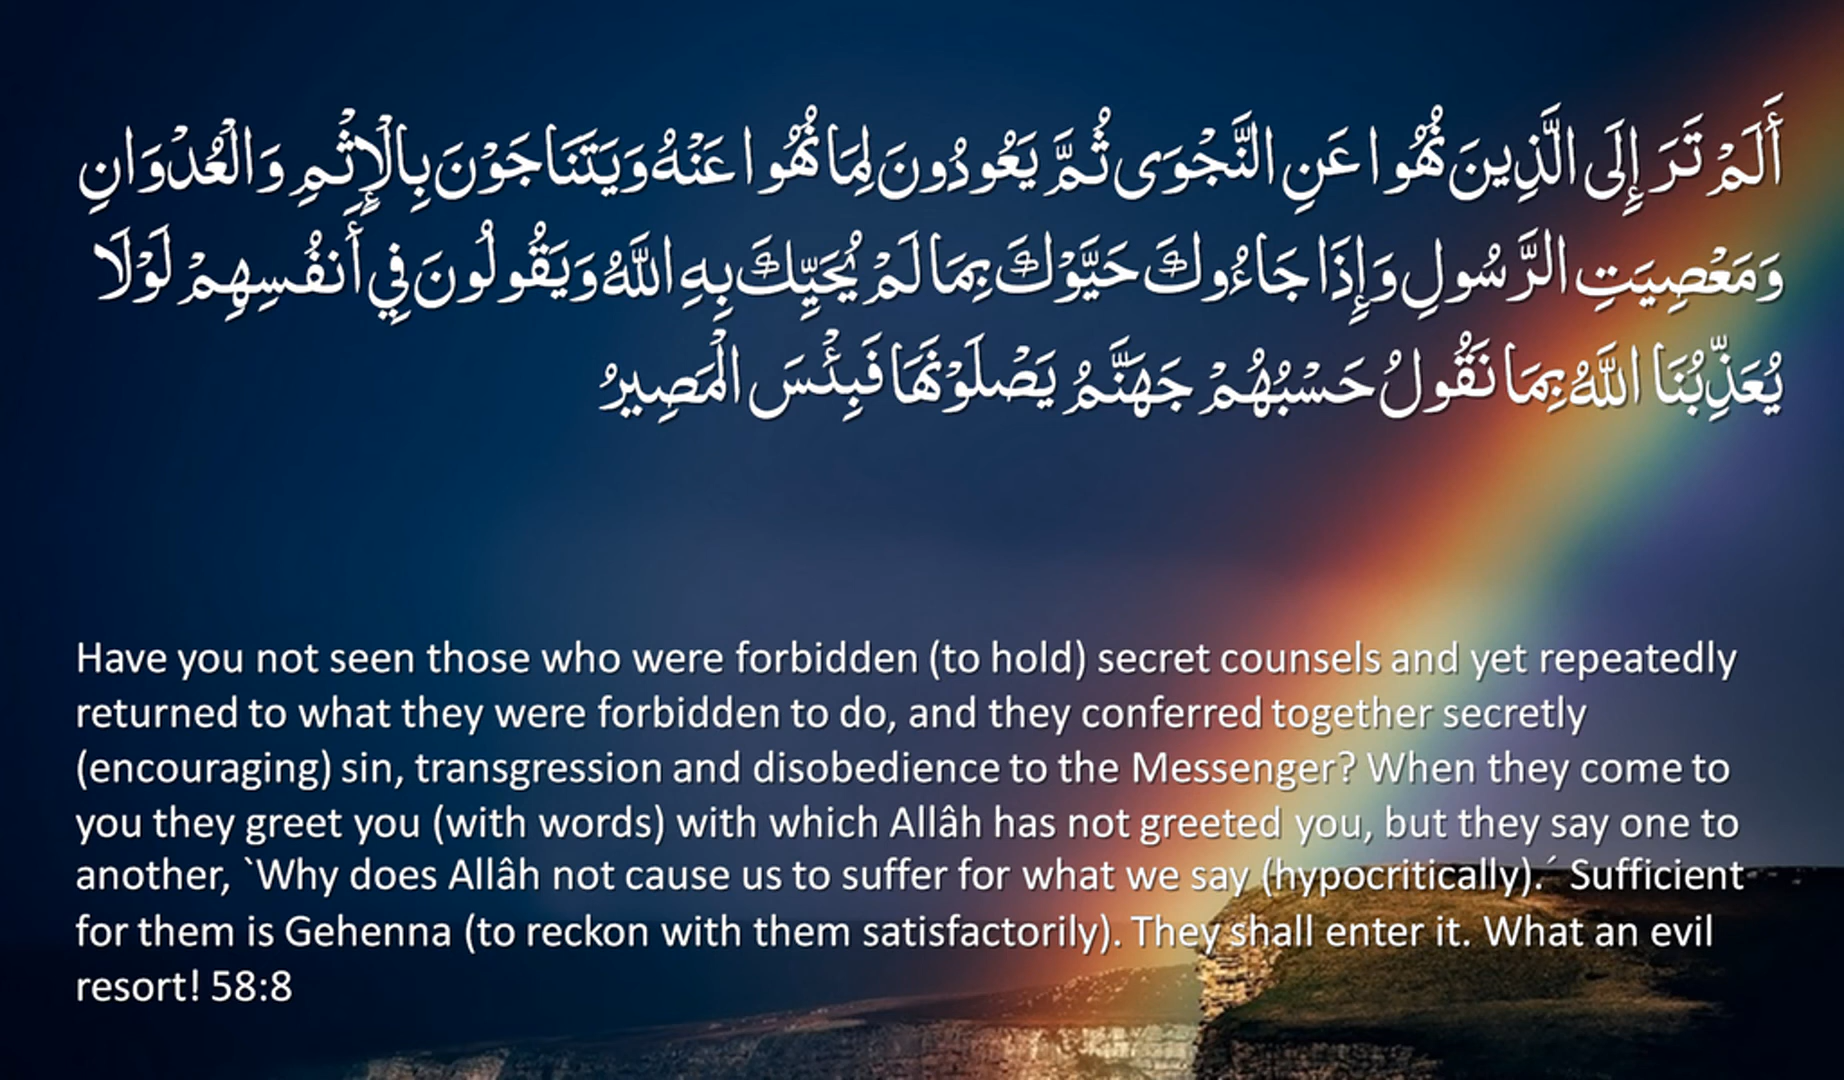 أَلَمْ تَرَ إِلَى الَّذِينَ نُهُوا عَنِ النَّجْوَى ثُمَّ يَعُودُونَ لِمَا نُهُوا عَنْهُ وَيَتَنَاجَوْنَ بِالْإِثْمِ وَالْعُدْوَانِ
وَمَعْصِيَتِ الرَّسُولِ وَإِذَا جَاءُوكَ حَيَّوْكَ بِمَا لَمْ يُحَيِّكَ بِهِ اللَّهُ وَيَقُولُونَ فِي أَنفُسِهِمْ لَوْلَا
يُعَذِّبُنَا اللَّهُ بِمَا نَقُولُ حَسْبُهُمْ جَهَنَّمُ يَصْلَوْنَهَا فَبِئْسَ الْمَصِيرُ
Have you not seen those who were forbidden (to hold) secret counsels and yet repeatedly
returned to what they were forbidden to do, and they conferred together secretly
(encouraging) sin, transgression and disobedience to the Messenger? When they come to
you they greet you (with words) with which Allâh has not greeted you, but they say one to
another, `Why does Allâh not cause us to suffer for what we say (hypocritically).´ Sufficient
for them is Gehenna (to reckon with them satisfactorily). They shall enter it. What an evil
resort! 58:8